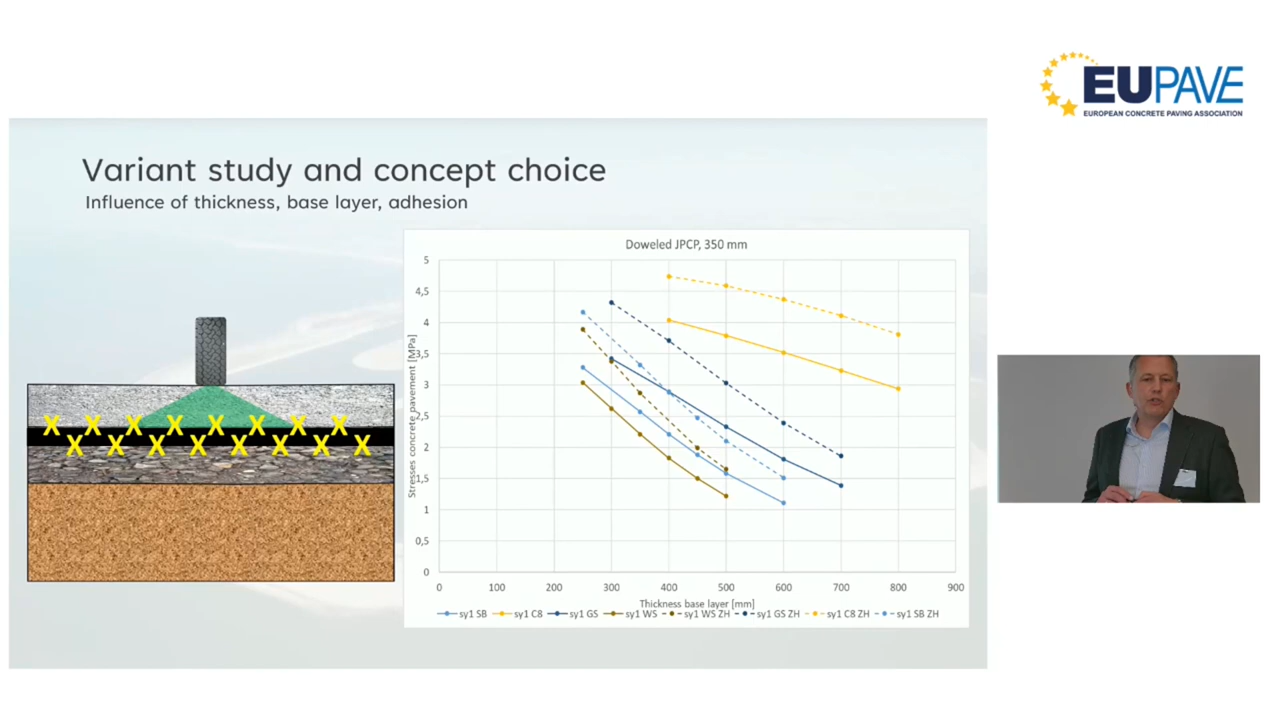 EUPAVE
EUROPEAN CONCRETE PAVING ASSOCIATION
Variant study and concept choice
Influence of thickness, base layer, adhesion
Doweled JPCP, 350 mm
Stresses concrete pavement [MPa]
5
4,5
4
3,5
3
2,5
2
1,5
1
0,5
0
0 100 200 300 400 500 600 700 800 900
Thickness base layer [mm]
sy1 SB sy1 C8 sy1 GS sy1 WS sy1 WS ZH sy1 GS ZH sy1 C8 ZH sy1 SB ZH
X X X X X X X X
X X X X X X X X